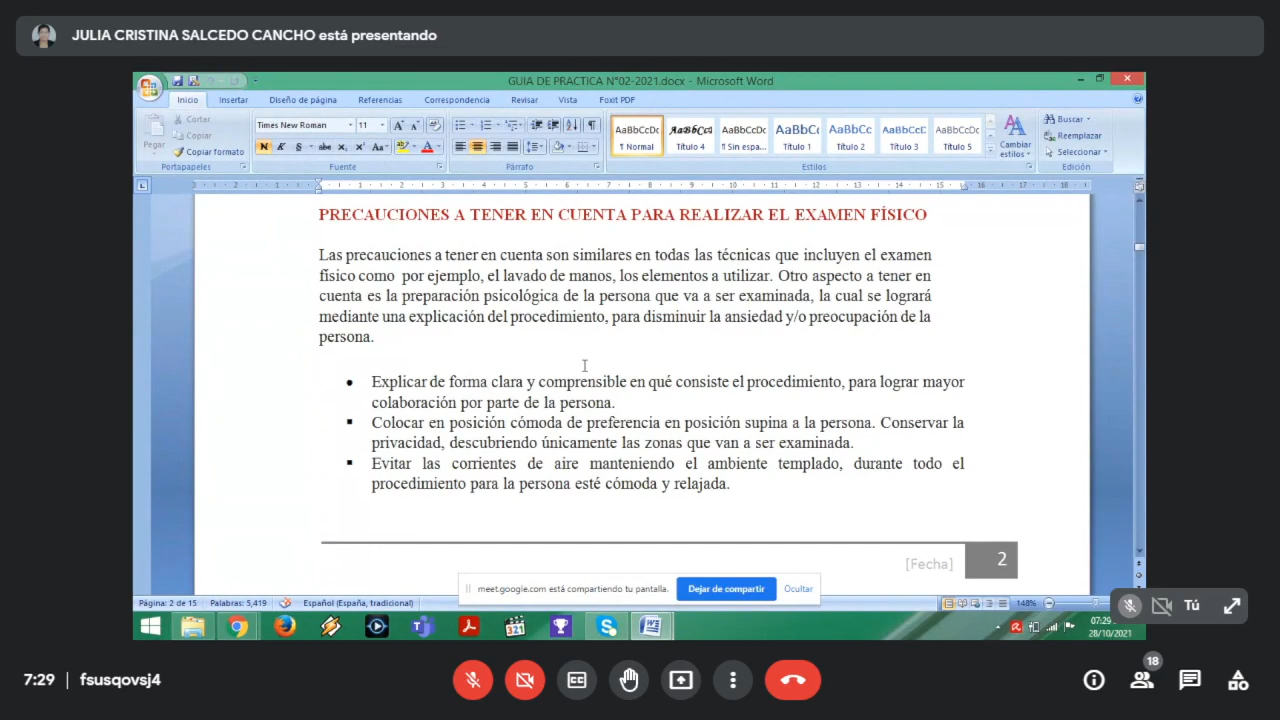 JULIA CRISTINA SALCEDO CANCHO está presentando
GUIA DE PRACTICA N°02-2021.docx - Microsoft Word
Inicio Insertar Diseño de página Referencias Correspondencia Revisar Vista Foxit PDF
Cortar
Copiar
Copiar formato
Pegar
Portapapeles
Times New Roman 11
Fuente
Párrafo
AaBbCcDc AaBbCcI AaBbCcDc AaBbCc AaBbCc AaBbCcD AaBbCcDc
¶ Normal Título 4 ¶ Sin espa... Título 1 Título 2 Título 3 Título 5
Cambiar estilos
Estilos
Buscar
Reemplazar
Seleccionar
Edición
PRECAUCIONES A TENER EN CUENTA PARA REALIZAR EL EXAMEN FÍSICO
Las precauciones a tener en cuenta son similares en todas las técnicas que incluyen el examen
físico como por ejemplo, el lavado de manos, los elementos a utilizar. Otro aspecto a tener en
cuenta es la preparación psicológica de la persona que va a ser examinada, la cual se logrará
mediante una explicación del procedimiento, para disminuir la ansiedad y/o preocupación de la
persona.
Explicar de forma clara y comprensible en qué consiste el procedimiento, para lograr mayor
colaboración por parte de la persona.
Colocar en posición cómoda de preferencia en posición supina a la persona. Conservar la
privacidad, descubriendo únicamente las zonas que van a ser examinada.
Evitar las corrientes de aire manteniendo el ambiente templado, durante todo el
procedimiento para la persona esté cómoda y relajada.
[Fecha] 2
meet.google.com está compartiendo tu pantalla. Dejar de compartir Ocultar
Página: 2 de 15 Palabras: 5,419 Español (España, tradicional) 148%
Tú
07:29
28/10/2021
7:29 | fsusqovsj4
18